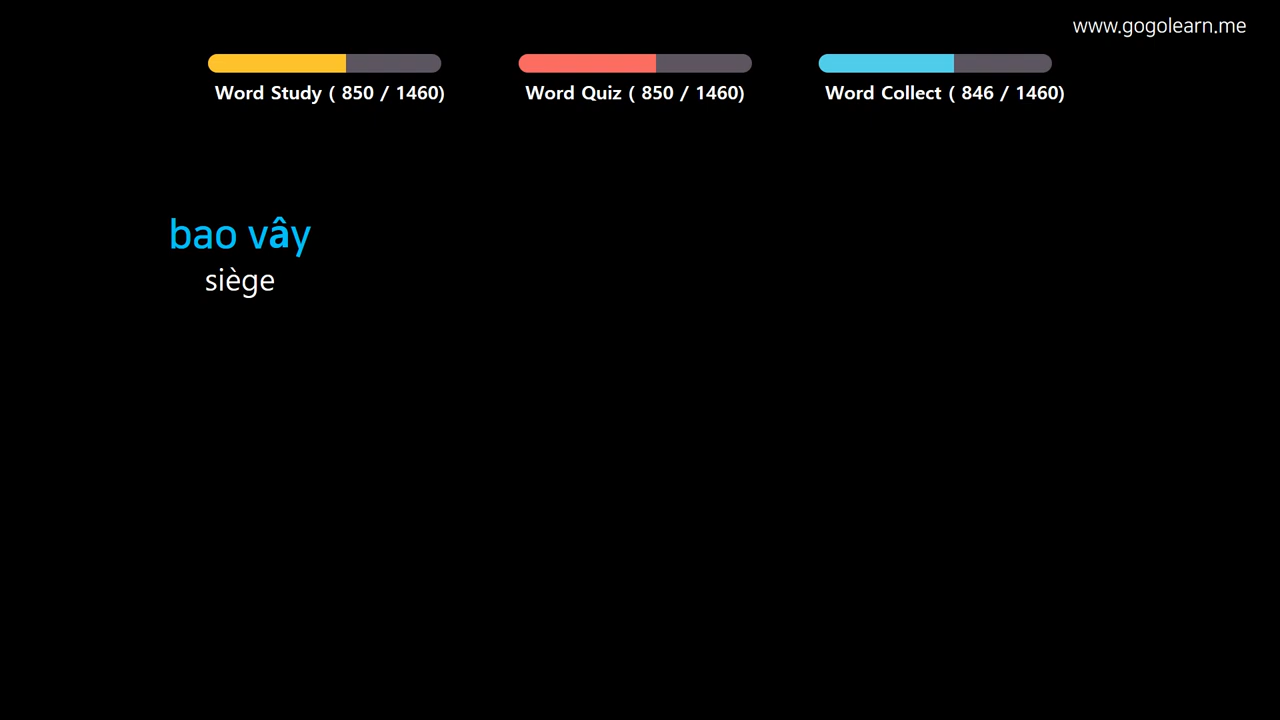 www.gogolearn.me
Word Study ( 850 / 1460)
Word Quiz ( 850 / 1460)
Word Collect ( 846 / 1460)
bao vây
siège